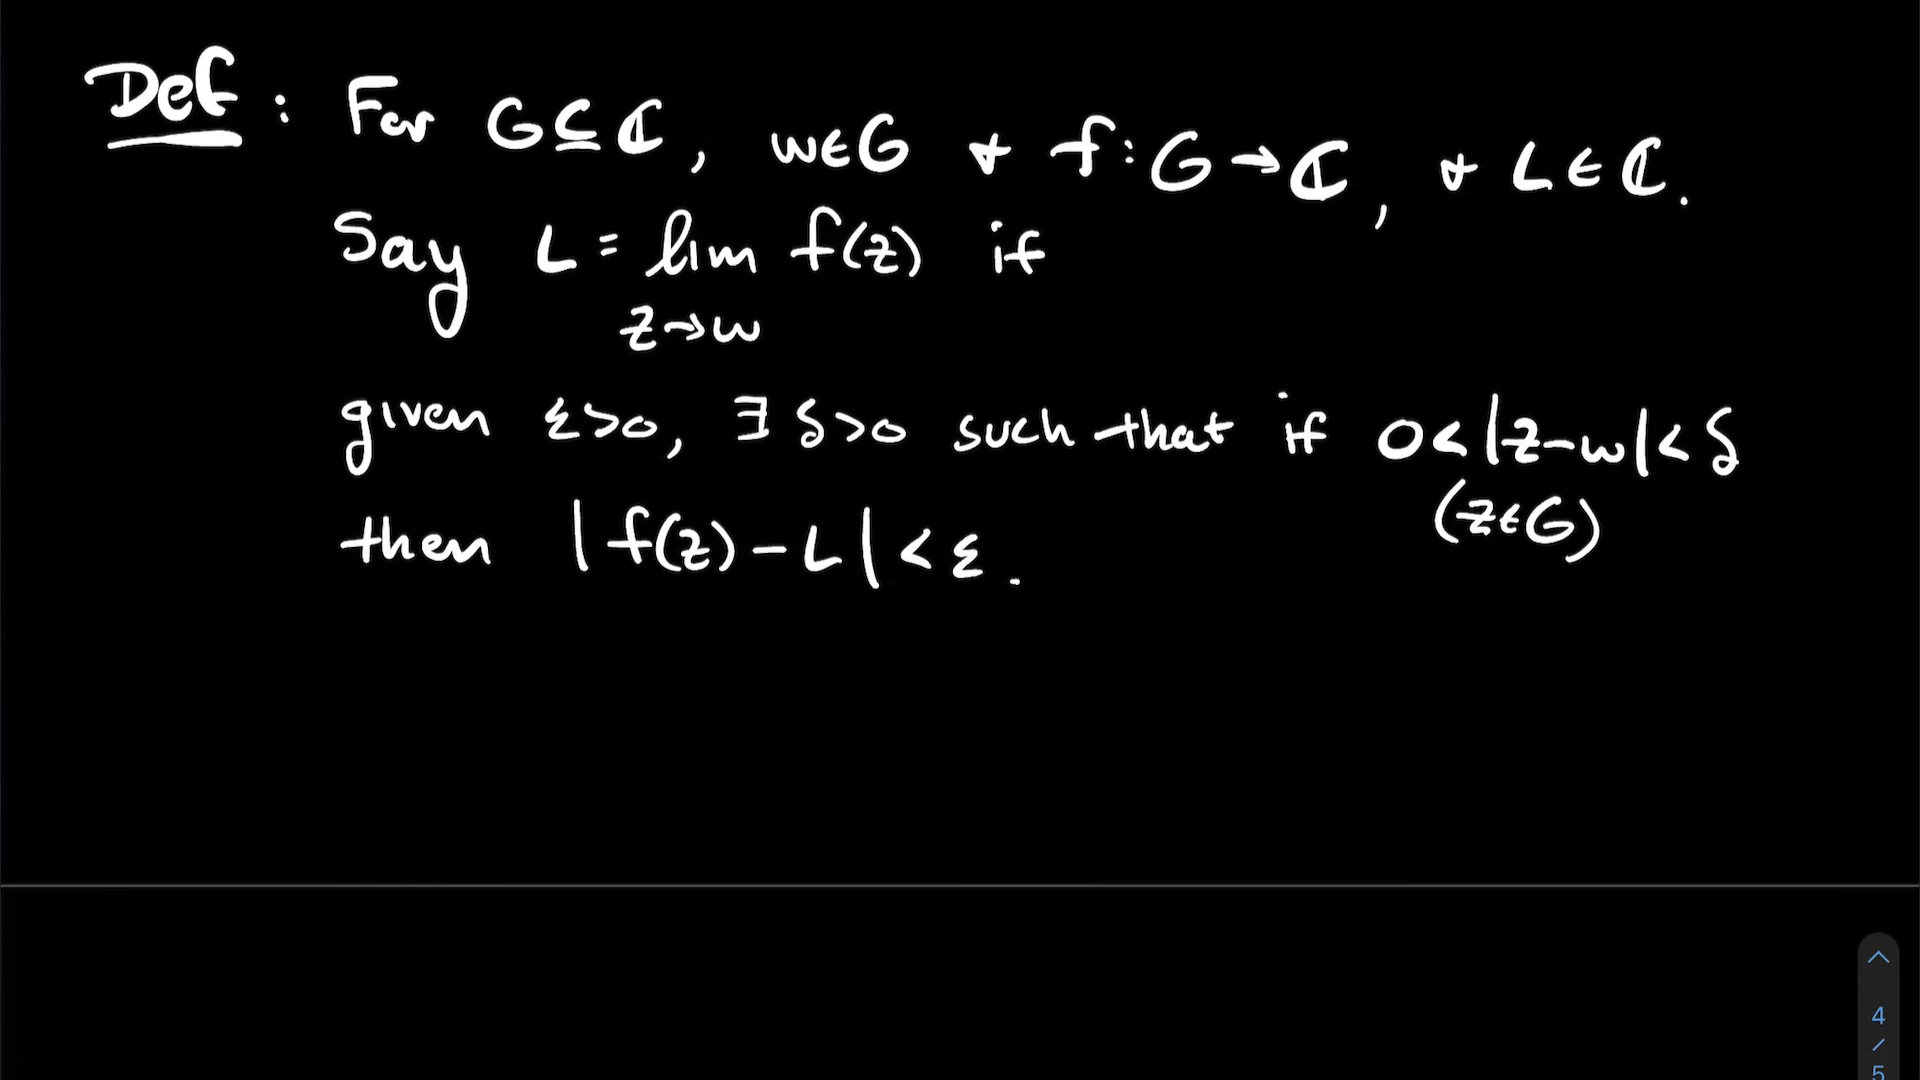 Def: For G⊆ℂ, w∈G & f:G→ℂ, & L∈ℂ.
Say L = lim f(z) if
z→w
given ε>0, ∃ δ>0 such that if 0<|z-w|<δ
(z∈G)
then |f(z)-L|<ε.
4
/
5